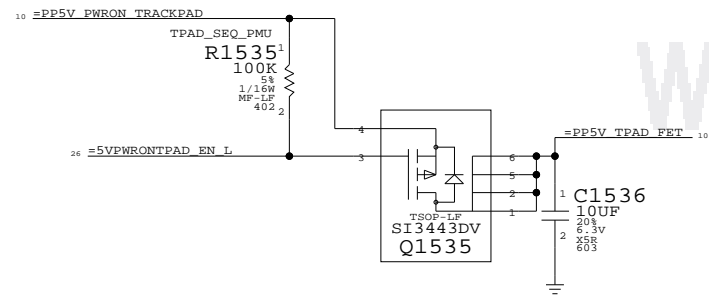 10 =PP5V_PWRON_TRACKPAD
TPAD_SEQ_PMU
R1535
1
100K
5%
1/16W
MF-LF
402
2
26 =5VPWRONTPAD_EN_L
4
3
6
5
2
1
TSOP-LF
SI3443DV
Q1535
=PP5V_TPAD_FET 10
1
C1536
10UF
20%
6.3V
X5R
603
2
W